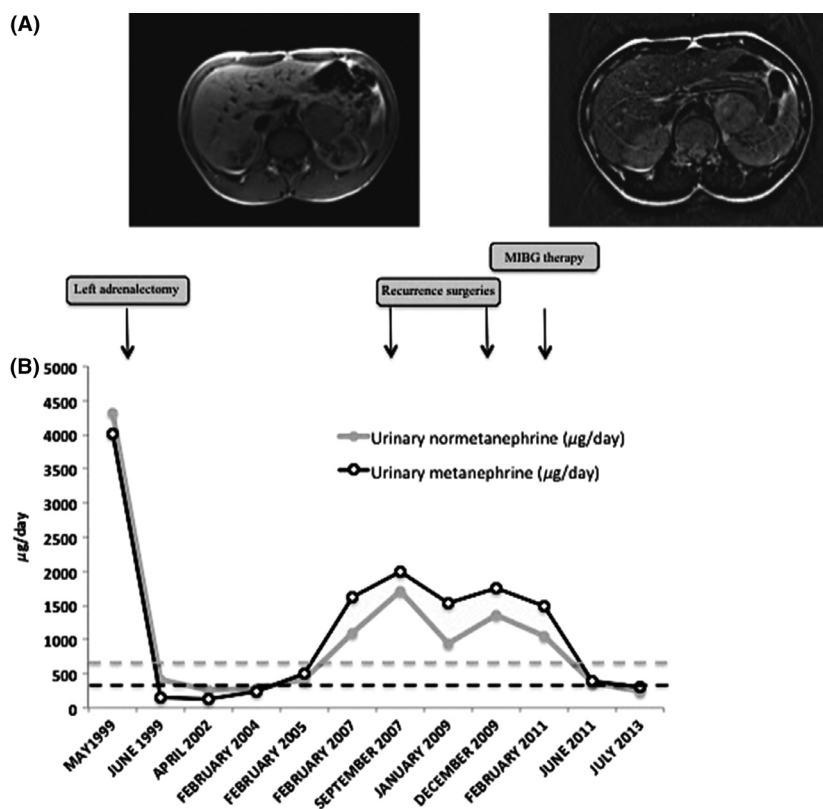 (A)
MIBG therapy
Left adrenalectomy
Recurrence surgeries
(B)
5000
4500
4000
3500
3000
2500
2000
1500
1000
500
0
μg/day
Urinary normetanephrine (μg/day)
Urinary metanephrine (μg/day)
MAY1999
JUNE 1999
APRIL 2002
FEBRUARY 2004
FEBRUARY 2005
FEBRUARY 2007
SEPTEMBER 2007
JANUARY 2009
DECEMBER 2009
FEBRUARY 2011
JUNE 2011
JULY 2013